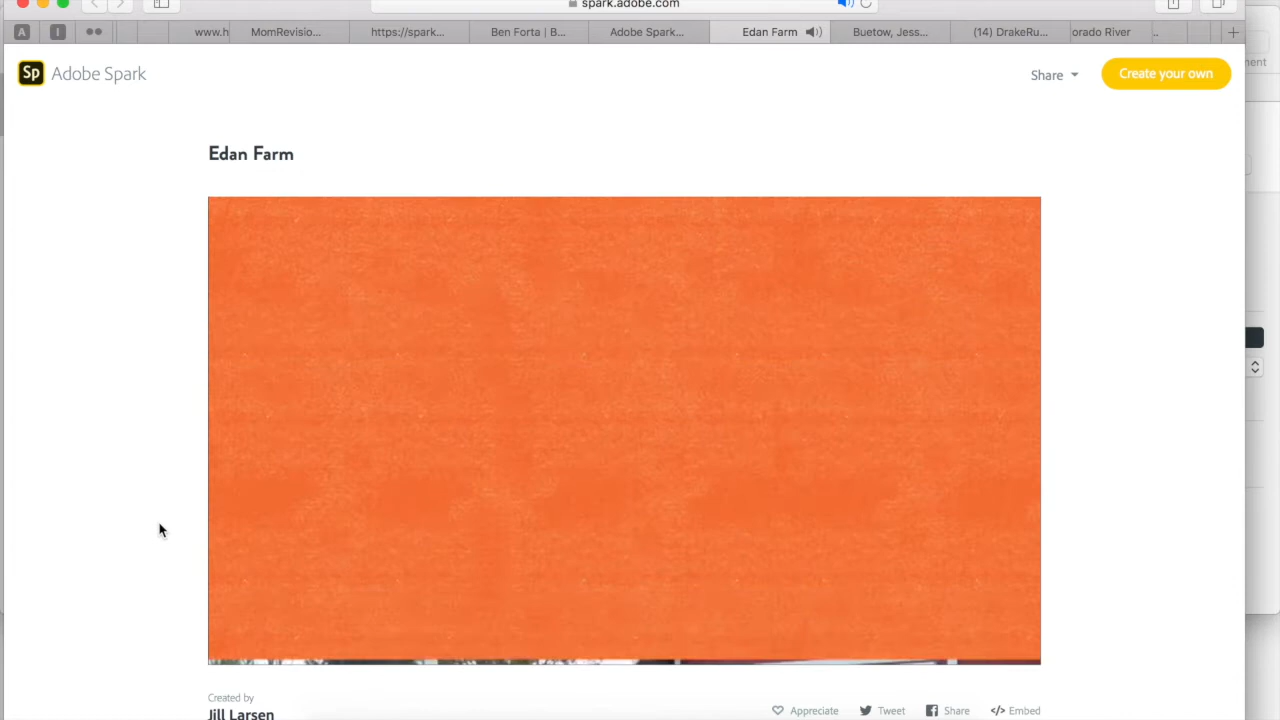 spark.adobe.com
A
I
www.h
MomRevisio...
https://spark...
Ben Forta | B...
Adobe Spark...
Edan Farm
Buetow, Jess...
(14) DrakeRu...
orado River
..
nent
Sp Adobe Spark
Share
Create your own
Edan Farm
Created by
Jill Larsen
Appreciate
Tweet
Share
</> Embed